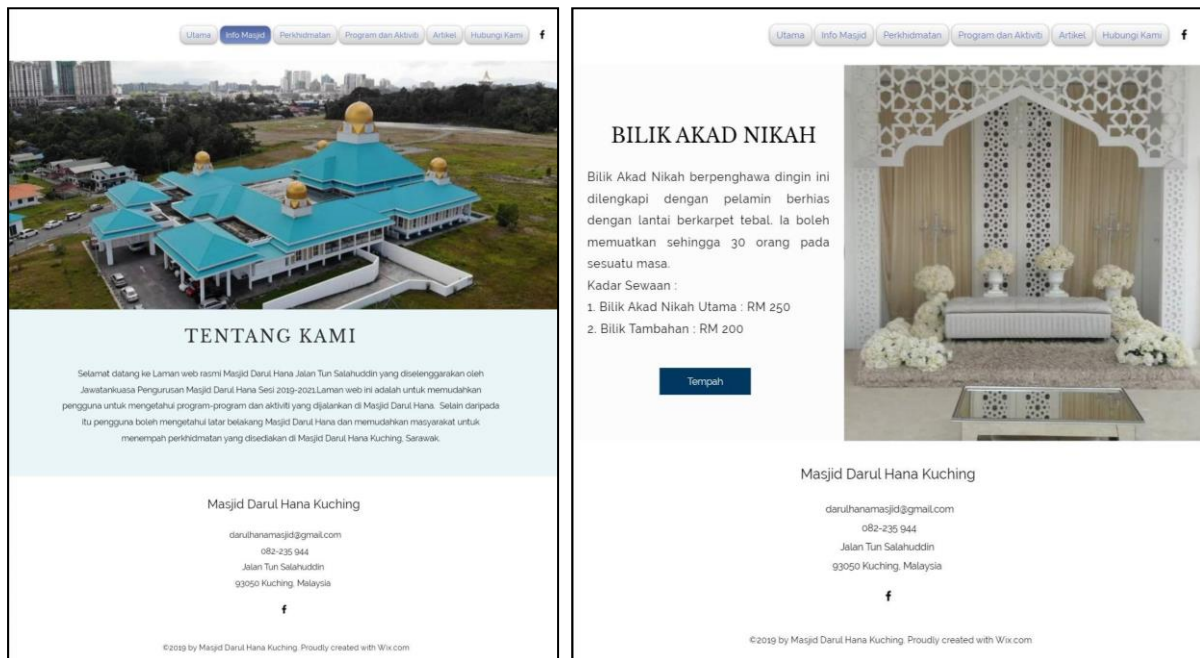 Utama Info Masjid Perkhidmatan Program dan Aktiviti Artikel Hubungi Kami f
TENTANG KAMI
Selamat datang ke Laman web rasmi Masjid Darul Hana Jalan Tun Salahuddin yang diselenggarakan oleh
Jawatankuasa Pengurusan Masjid Darul Hana Sesi 2019-2021.Laman web ini adalah untuk memudahkan
pengguna untuk mengetahui program-program dan aktiviti yang dijalankan di Masjid Darul Hana. Selain daripada
itu pengguna boleh mengetahui latar belakang Masjid Darul Hana dan memudahkan masyarakat untuk
menempah perkhidmatan yang disediakan di Masjid Darul Hana Kuching, Sarawak.
Masjid Darul Hana Kuching
darulhanamasjid@gmail.com
082-235 944
Jalan Tun Salahuddin
93050 Kuching, Malaysia
f
©2019 by Masjid Darul Hana Kuching. Proudly created with Wix.com
Utama Info Masjid Perkhidmatan Program dan Aktiviti Artikel Hubungi Kami f
BILIK AKAD NIKAH
Bilik Akad Nikah berpenghawa dingin ini
dilengkapi dengan pelamin berhias
dengan lantai berkarpet tebal. Ia boleh
memuatkan sehingga 30 orang pada
sesuatu masa.
Kadar Sewaan :
1. Bilik Akad Nikah Utama : RM 250
2. Bilik Tambahan : RM 200
Tempah
Masjid Darul Hana Kuching
darulhanamasjid@gmail.com
082-235 944
Jalan Tun Salahuddin
93050 Kuching, Malaysia
f
©2019 by Masjid Darul Hana Kuching. Proudly created with Wix.com